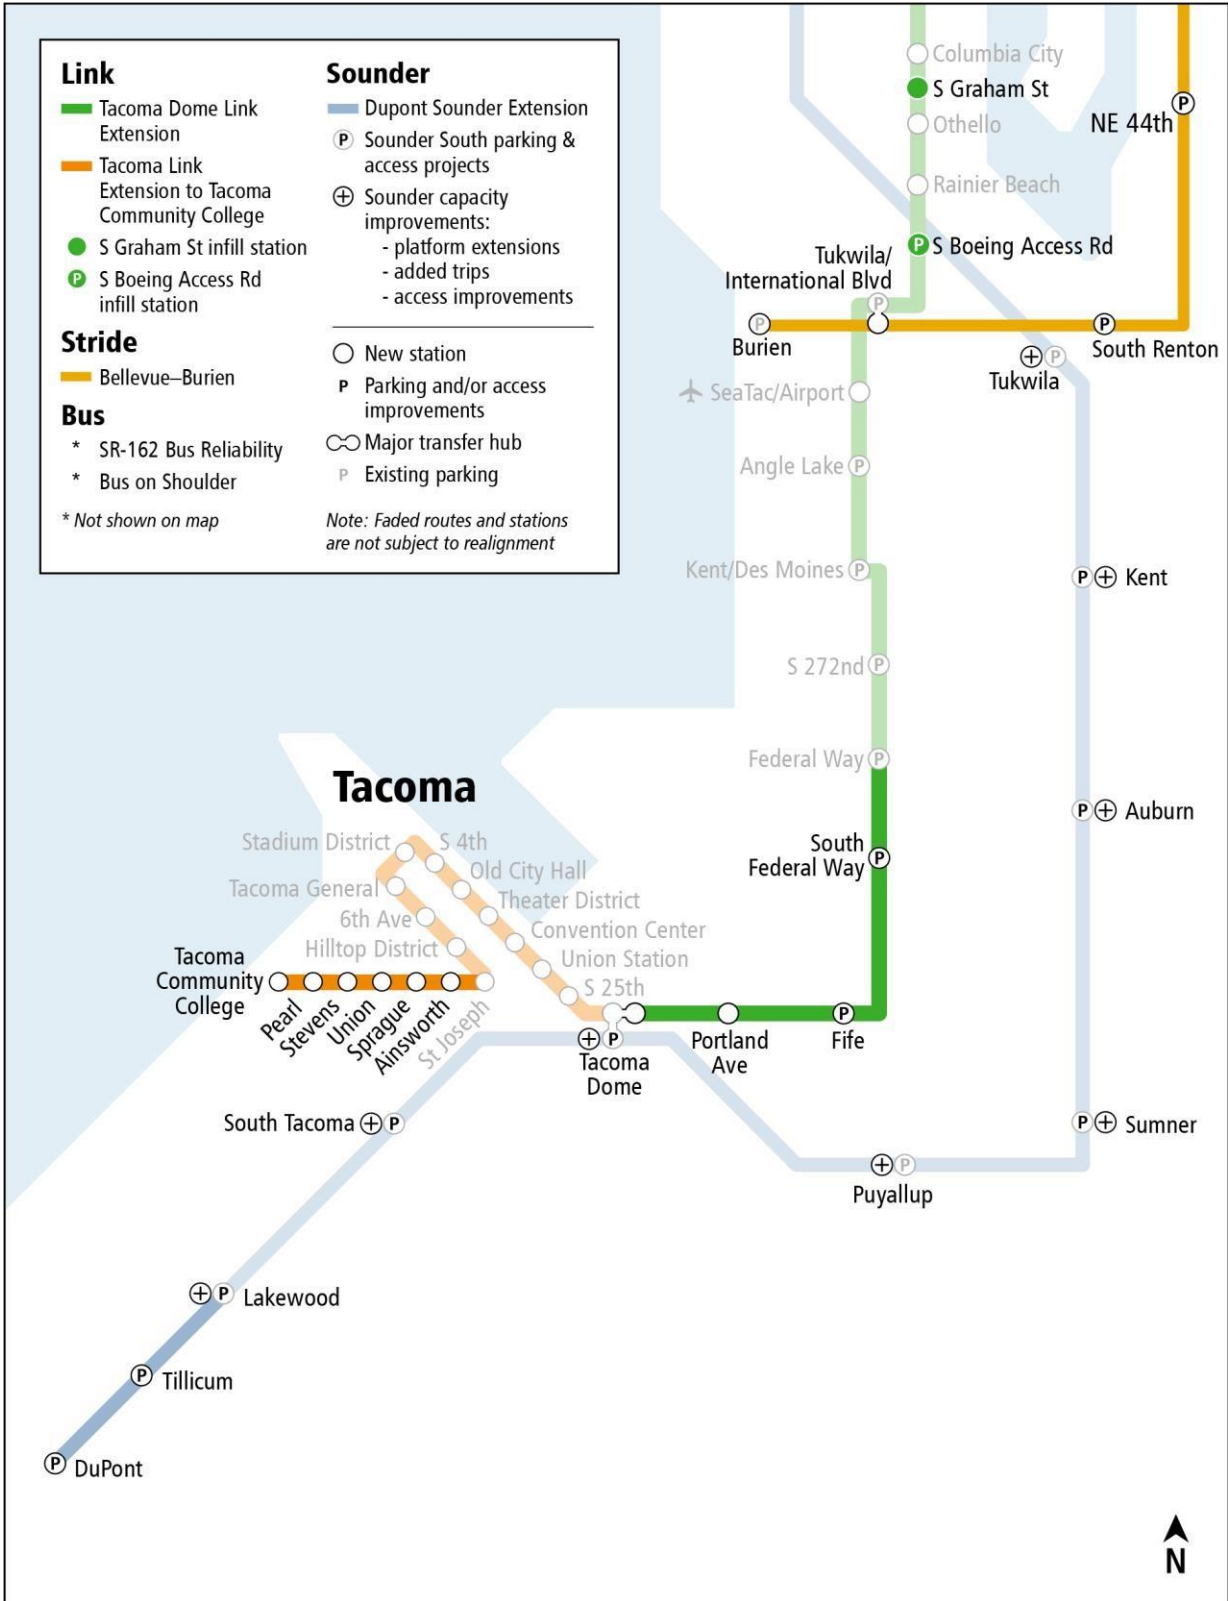 Link
Tacoma Dome Link
Extension
Tacoma Link
Extension to Tacoma
Community College
S Graham St infill station
P
S Boeing Access Rd
infill station
Stride
Bellevue–Burien
Bus
* SR-162 Bus Reliability
* Bus on Shoulder
* Not shown on map
Sounder
Dupont Sounder Extension
P Sounder South parking &
access projects
Sounder capacity
improvements:
- platform extensions
- added trips
- access improvements
New station
P Parking and/or access
improvements
Major transfer hub
P Existing parking
Note: Faded routes and stations
are not subject to realignment
Columbia City
S Graham St
Othello
P
NE 44th
Rainier Beach
P S Boeing Access Rd
Tukwila/
International Blvd
P
P
Burien
P
South Renton
P
Tukwila
SeaTac/Airport
Angle Lake P
Kent/Des Moines P
P Kent
S 272nd P
Federal Way P
P Auburn
South
Federal Way
P
Tacoma
Stadium District
S 4th
Tacoma General
Old City Hall
6th Ave
Theater District
Hilltop District
Convention Center
Union Station
S 25th
Tacoma
Community
College
Pearl
Stevens
Union
Sprague
Ainsworth
St Joseph
P
Tacoma
Dome
Portland
Ave
P
Fife
South Tacoma P
P Sumner
P
Puyallup
P Lakewood
P Tillicum
P DuPont
N